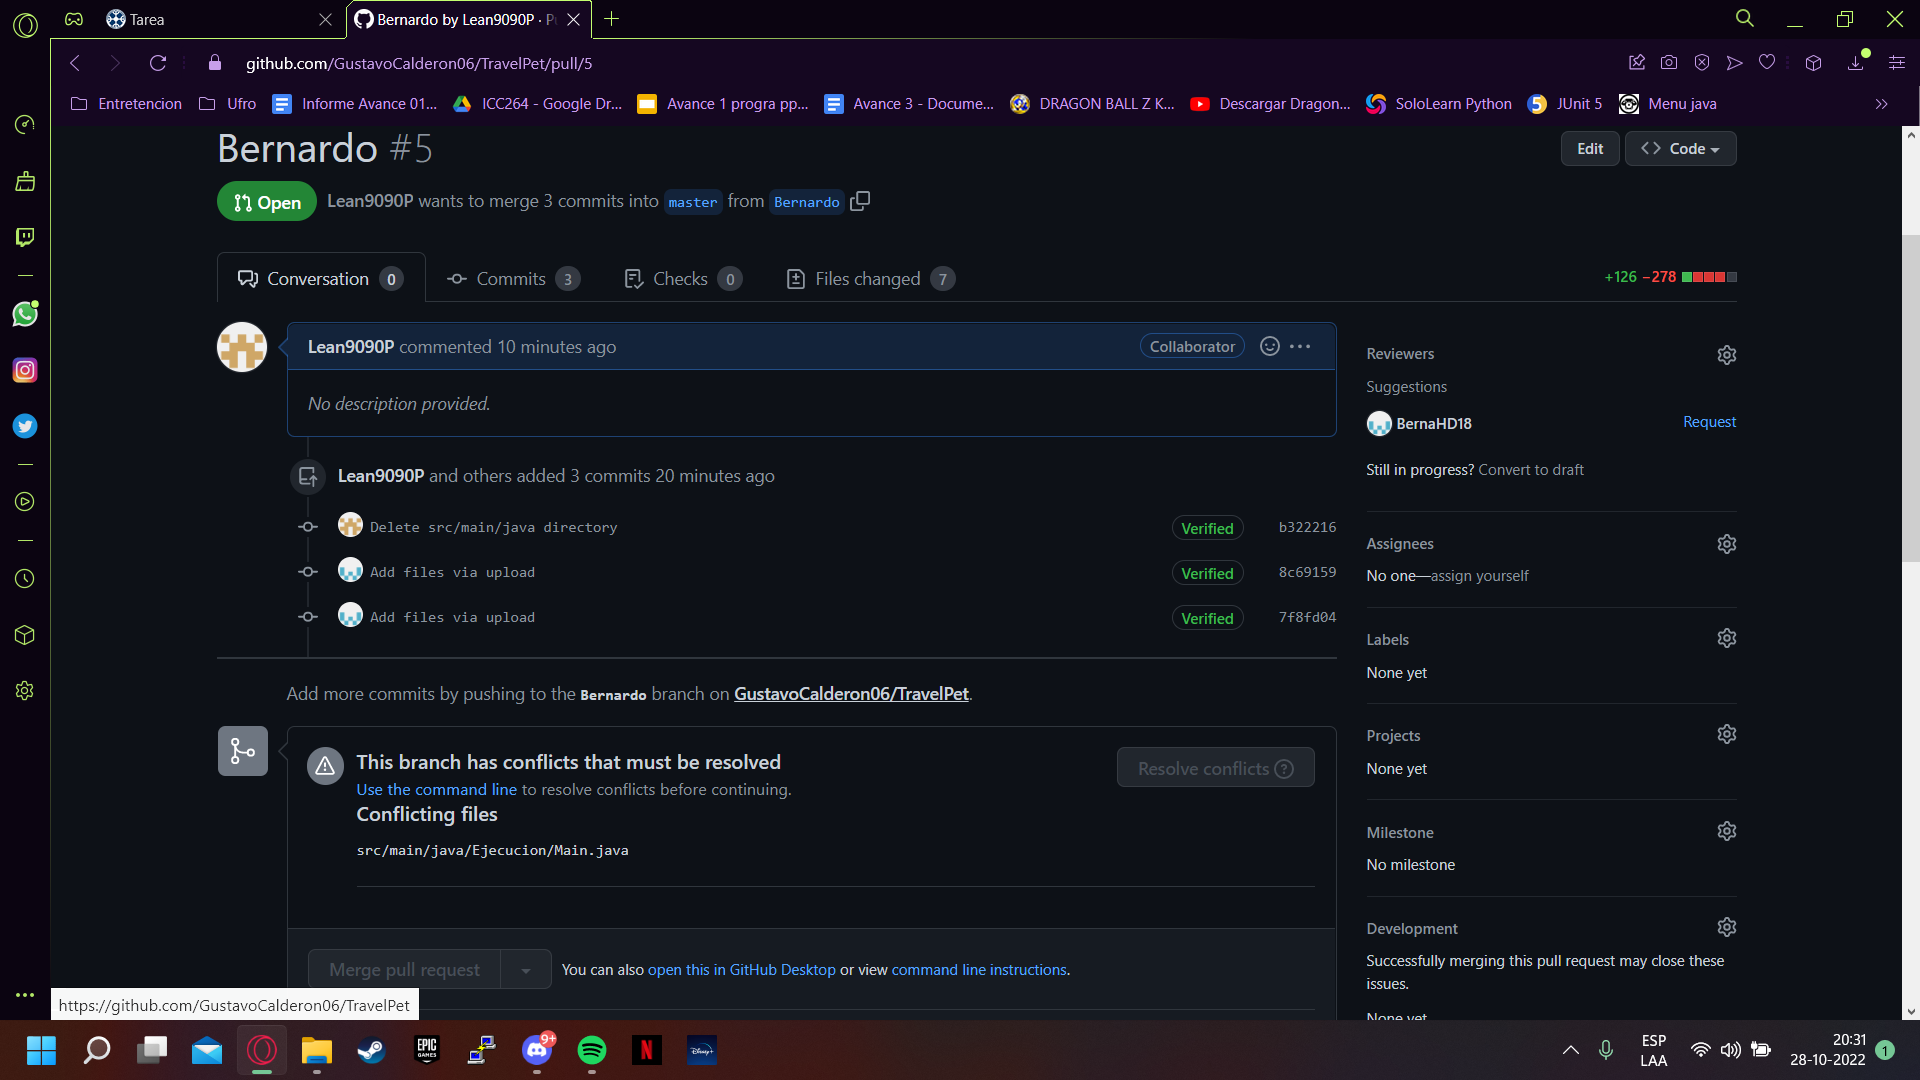 Tarea
Bernardo by Lean9090P · Pu
github.com/GustavoCalderon06/TravelPet/pull/5
Entretencion
Ufro
Informe Avance 01...
ICC264 - Google Dr...
Avance 1 progra pp...
Avance 3 - Docume...
DRAGON BALL Z K...
Descargar Dragon...
SoloLearn Python
JUnit 5
Menu java
Bernardo #5
Edit
<> Code
Open
Lean9090P wants to merge 3 commits into master from Bernardo
Conversation 0
Commits 3
Checks 0
Files changed 7
+126 −278
Lean9090P commented 10 minutes ago
Collaborator
No description provided.
Lean9090P and others added 3 commits 20 minutes ago
Delete src/main/java directory
Verified
b322216
Add files via upload
Verified
8c69159
Add files via upload
Verified
7f8fd04
Add more commits by pushing to the Bernardo branch on GustavoCalderon06/TravelPet.
This branch has conflicts that must be resolved
Use the command line to resolve conflicts before continuing.
Resolve conflicts
Conflicting files
src/main/java/Ejecucion/Main.java
Merge pull request
You can also open this in GitHub Desktop or view command line instructions.
Reviewers
Suggestions
BernaHD18
Request
Still in progress? Convert to draft
Assignees
No one—assign yourself
Labels
None yet
Projects
None yet
Milestone
No milestone
Development
Successfully merging this pull request may close these
issues.
None yet
https://github.com/GustavoCalderon06/TravelPet
EPIC
GAMES
9+
N
Disney+
ESP
LAA
20:31
28-10-2022
1